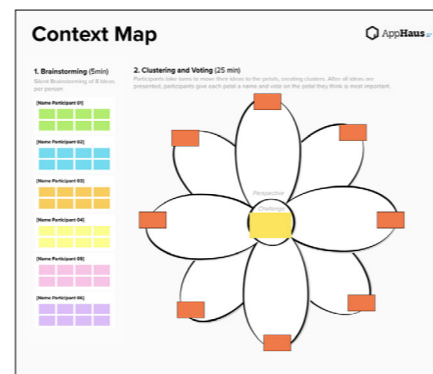 Context Map
AppHaus
1. Brainstorming (5min)
Silent Brainstorming of 8 ideas
per person
[Name Participant 01]
[Name Participant 02]
[Name Participant 03]
[Name Participant 04]
[Name Participant 05]
[Name Participant 06]
2. Clustering and Voting (25 min)
Participants take turns to move their ideas to the petals, creating clusters. After all ideas are
presented, participants give each petal a name and vote on the petal they think is most important.
Perspective
Challenge